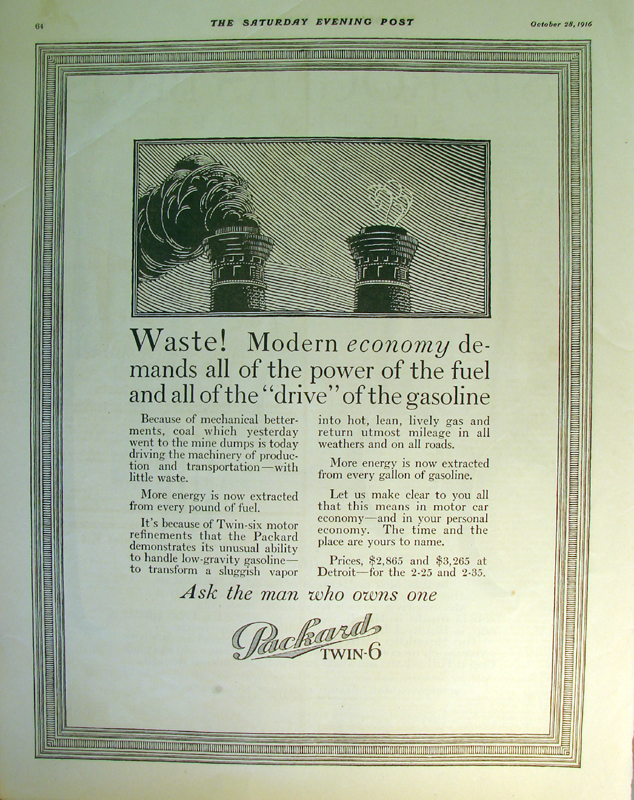 64
THE SATURDAY EVENING POST
October 28, 1916
Waste! Modern economy de-
mands all of the power of the fuel
and all of the "drive" of the gasoline
Because of mechanical better-
ments, coal which yesterday
went to the mine dumps is today
driving the machinery of produc-
tion and transportation—with
little waste.
More energy is now extracted
from every pound of fuel.
It's because of Twin-six motor
refinements that the Packard
demonstrates its unusual ability
to handle low-gravity gasoline—
to transform a sluggish vapor
into hot, lean, lively gas and
return utmost mileage in all
weathers and on all roads.
More energy is now extracted
from every gallon of gasoline.
Let us make clear to you all
that this means in motor car
economy—and in your personal
economy. The time and the
place are yours to name.
Prices, $2,865 and $3,265 at
Detroit—for the 2-25 and 2-35.
Ask the man who owns one
Packard
TWIN-6